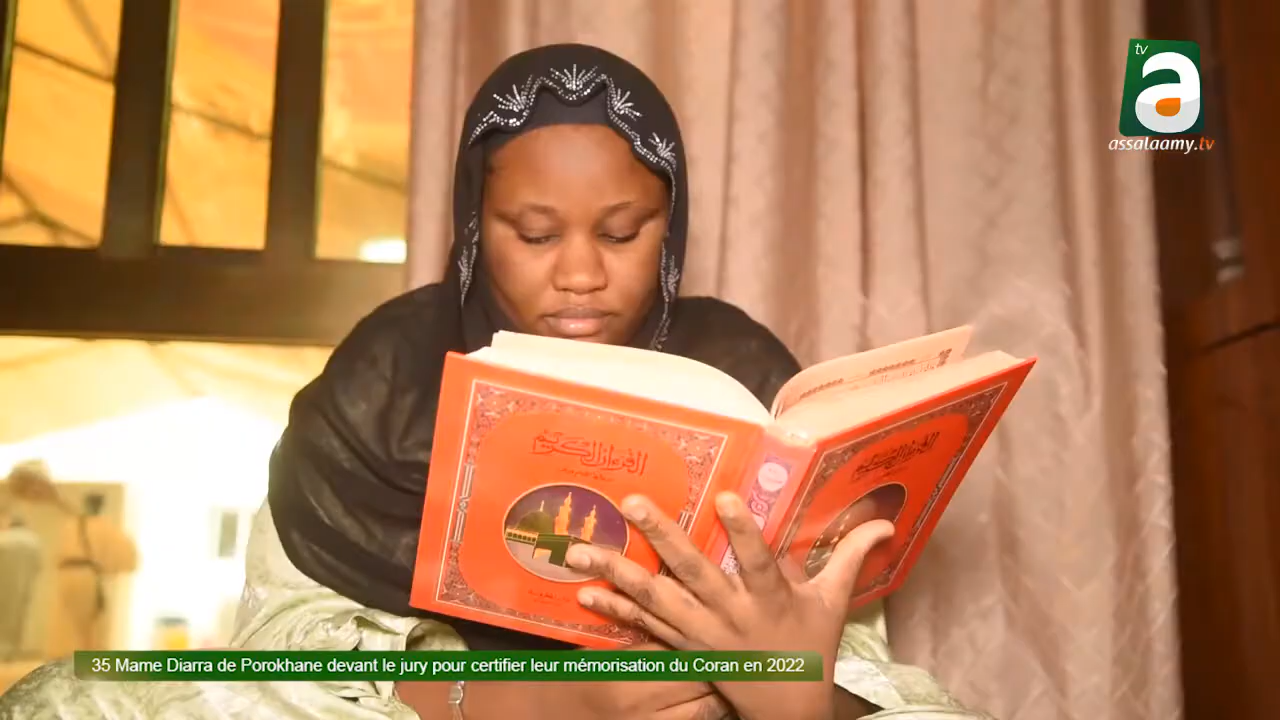 tv
a
assalaamy.tv
القرآن الكريم
القرآن الكريم
35 Mame Diarra de Porokhane devant le jury pour certifier leur mémorisation du Coran en 2022